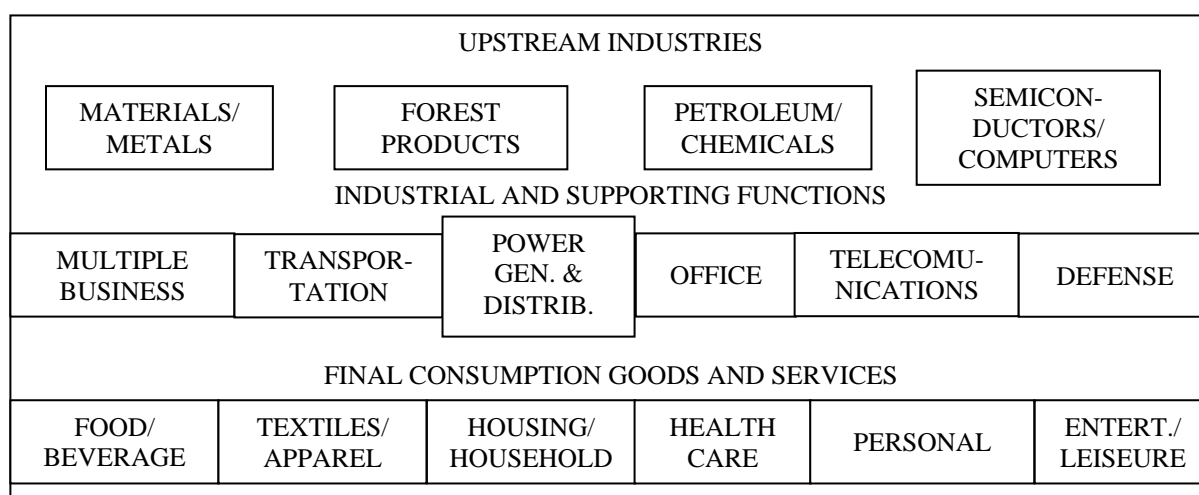 UPSTREAM INDUSTRIES
MATERIALS/
METALS
FOREST
PRODUCTS
PETROLEUM/
CHEMICALS
SEMICON-
DUCTORS/
COMPUTERS
INDUSTRIAL AND SUPPORTING FUNCTIONS
MULTIPLE
BUSINESS
TRANSPOR-
TATION
POWER
GEN. &
DISTRIB.
OFFICE
TELECOMU-
NICATIONS
DEFENSE
FINAL CONSUMPTION GOODS AND SERVICES
FOOD/
BEVERAGE
TEXTILES/
APPAREL
HOUSING/
HOUSEHOLD
HEALTH
CARE
PERSONAL
ENTERT./
LEISEURE